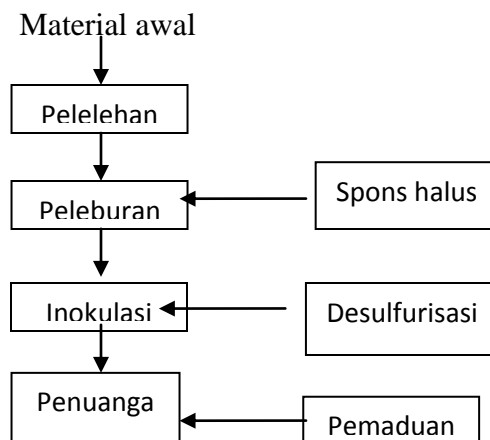 Material awal
Pelelehan
Peleburan
Spons halus
Inokulasi
Desulfurisasi
Penuanga
Pemaduan